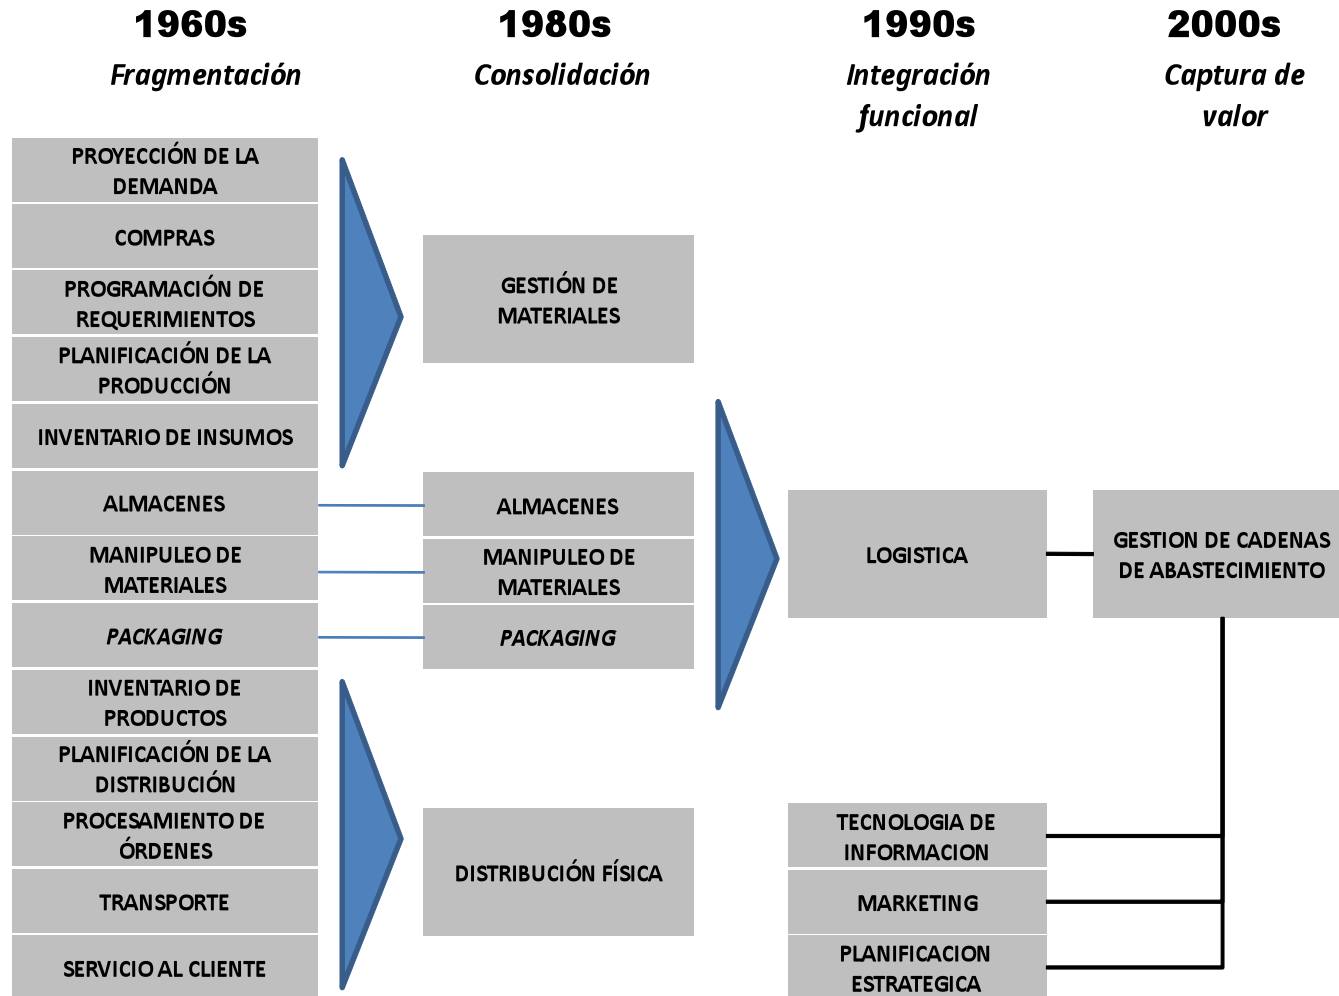 1960s
Fragmentación
1980s
Consolidación
1990s
Integración
funcional
2000s
Captura de
valor
PROYECCIÓN DE LA
DEMANDA
COMPRAS
PROGRAMACIÓN DE
REQUERIMIENTOS
PLANIFICACIÓN DE LA
PRODUCCIÓN
INVENTARIO DE INSUMOS
ALMACENES
MANIPULEO DE
MATERIALES
PACKAGING
INVENTARIO DE
PRODUCTOS
PLANIFICACIÓN DE LA
DISTRIBUCIÓN
PROCESAMIENTO DE
ÓRDENES
TRANSPORTE
SERVICIO AL CLIENTE
GESTIÓN DE
MATERIALES
ALMACENES
MANIPULEO DE
MATERIALES
PACKAGING
DISTRIBUCIÓN FÍSICA
LOGISTICA
TECNOLOGIA DE
INFORMACION
MARKETING
PLANIFICACION
ESTRATEGICA
GESTION DE CADENAS
DE ABASTECIMIENTO